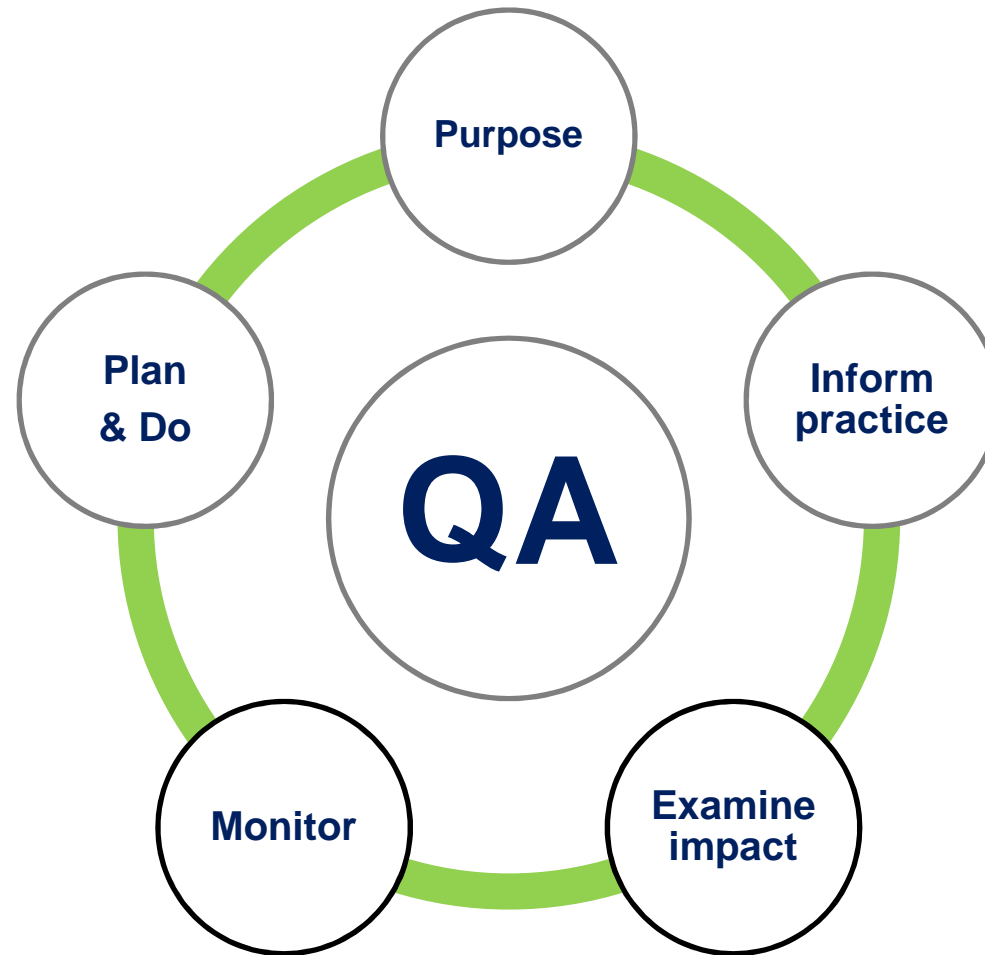 Purpose
Plan
& Do
Inform
practice
QA
Monitor
Examine
impact